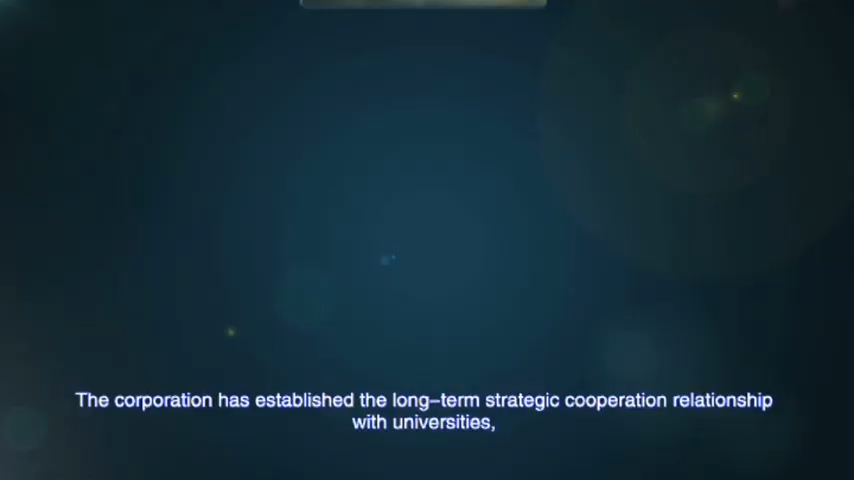 The corporation has established the long–term strategic cooperation relationship
with universities,